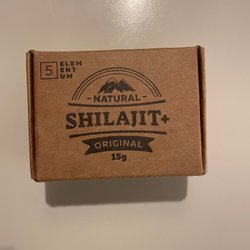 5 ELEM
ENT
UM
- NATURAL -
SHILAJIT+
ORIGINAL
15g